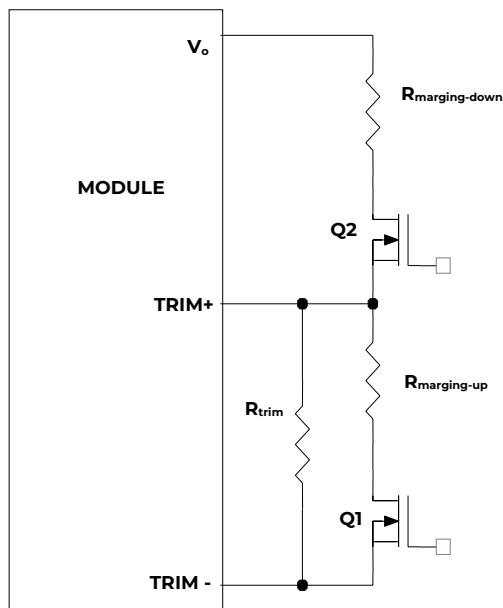 Vo
Rmarging-down
MODULE
Q2
TRIM+
Rmarging-up
Rtrim
Q1
TRIM -